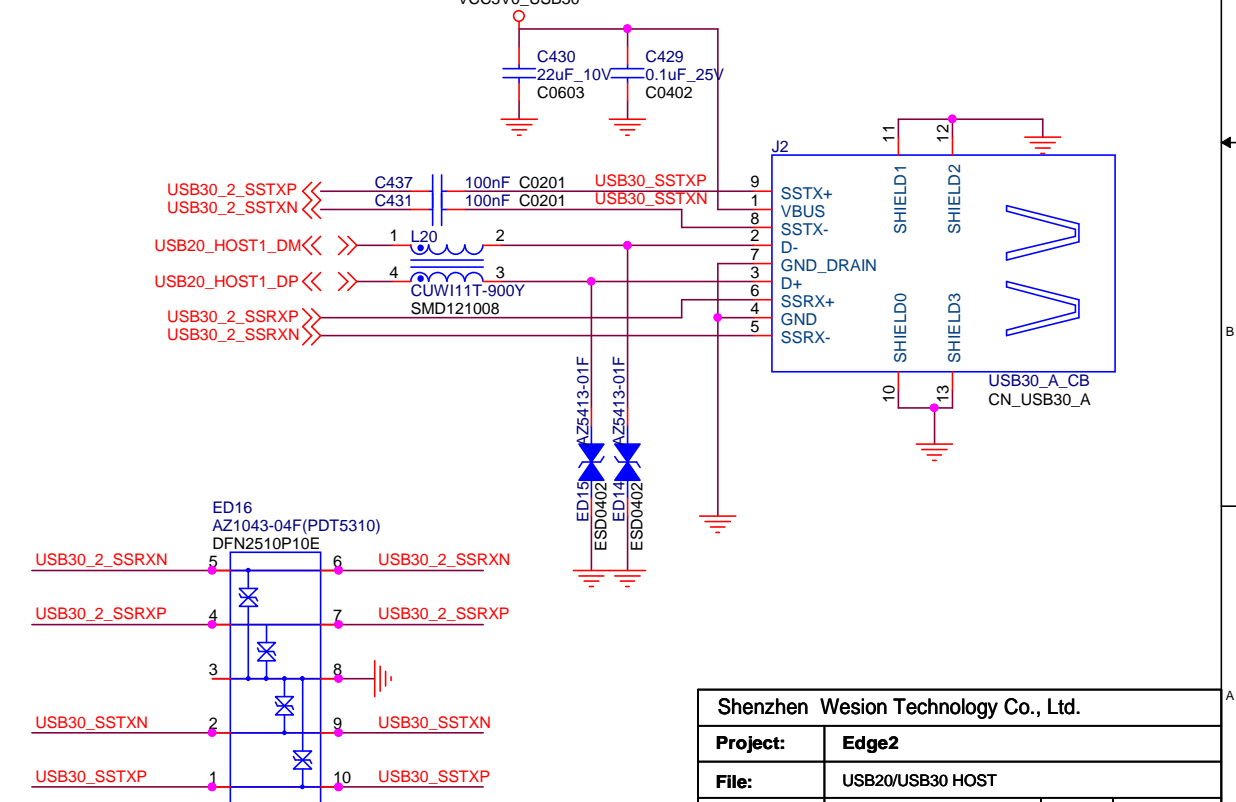 VCC5V0_USB30
C430
22uF_10V
C0603
C429
0.1uF_25V
C0402
J2
11
12
SHIELD1
SHIELD2
USB30_2_SSTXP
C437
100nF C0201
USB30_SSTXP
9
SSTX+
USB30_2_SSTXN
C431
100nF C0201
USB30_SSTXN
1
VBUS
8
SSTX-
USB20_HOST1_DM
1
L20
2
2
D-
7
GND_DRAIN
USB20_HOST1_DP
4
3
3
D+
CUWI11T-900Y
SMD121008
6
SSRX+
USB30_2_SSRXP
4
GND
USB30_2_SSRXN
5
SSRX-
SHIELD0
SHIELD3
10
13
USB30_A_CB
CN_USB30_A
B
AZ5413-01F
AZ5413-01F
ED15
ESD0402
ED14
ESD0402
ED16
AZ1043-04F(PDT5310)
DFN2510P10E
USB30_2_SSRXN
5
6
USB30_2_SSRXN
USB30_2_SSRXP
4
7
USB30_2_SSRXP
3
8
USB30_SSTXN
2
9
USB30_SSTXN
USB30_SSTXP
1
10
USB30_SSTXP
A
Shenzhen Wesion Technology Co., Ltd.
Project:
Edge2
File:
USB20/USB30 HOST